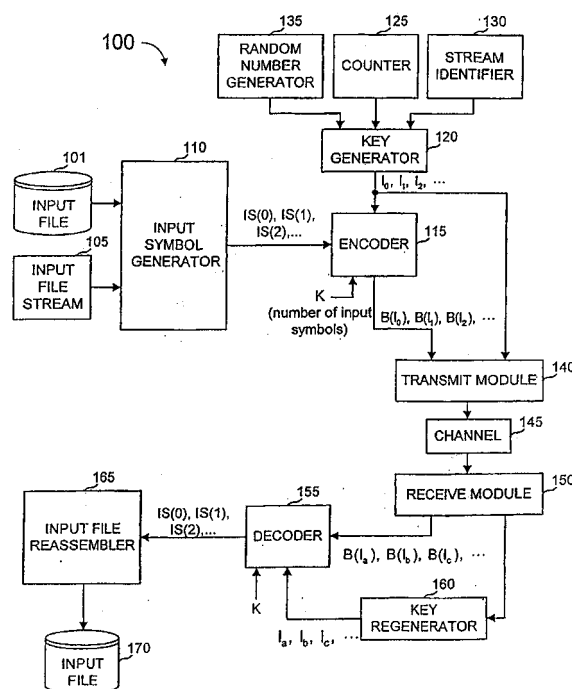 100
135
RANDOM
NUMBER
GENERATOR
125
COUNTER
130
STREAM
IDENTIFIER
120
KEY
GENERATOR
I0, I1, I2, ...
101
INPUT
FILE
105
INPUT
FILE
STREAM
110
INPUT
SYMBOL
GENERATOR
IS(0), IS(1),
IS(2),...
115
ENCODER
K
(number of input
symbols)
B(I0), B(I1), B(I2), ...
140
TRANSMIT MODULE
145
CHANNEL
150
RECEIVE MODULE
165
INPUT FILE
REASSEMBLER
IS(0), IS(1),
IS(2),...
155
DECODER
B(Ia), B(Ib), B(Ic), ...
K
160
KEY
REGENERATOR
Ia, Ib, Ic, ...
170
INPUT
FILE